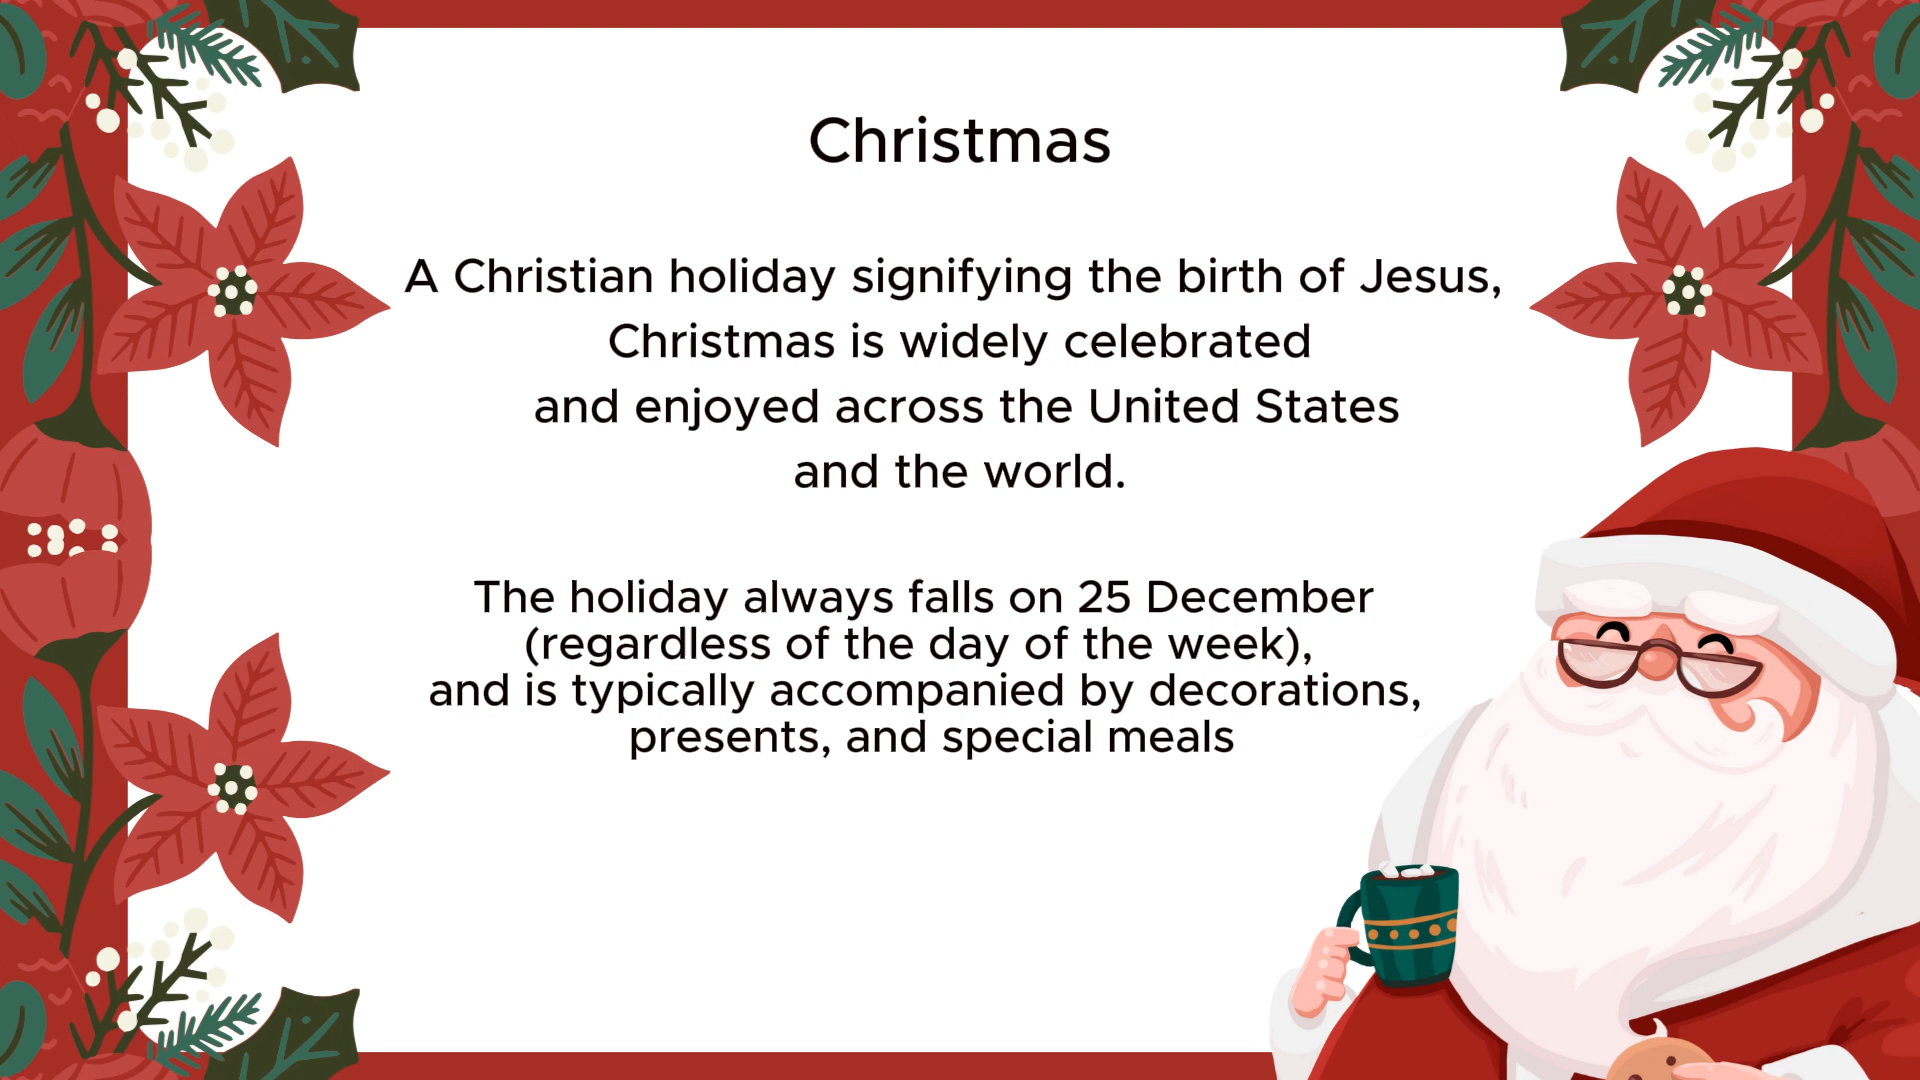 Christmas
A Christian holiday signifying the birth of Jesus,
Christmas is widely celebrated
and enjoyed across the United States
and the world.
The holiday always falls on 25 December
(regardless of the day of the week),
and is typically accompanied by decorations,
presents, and special meals